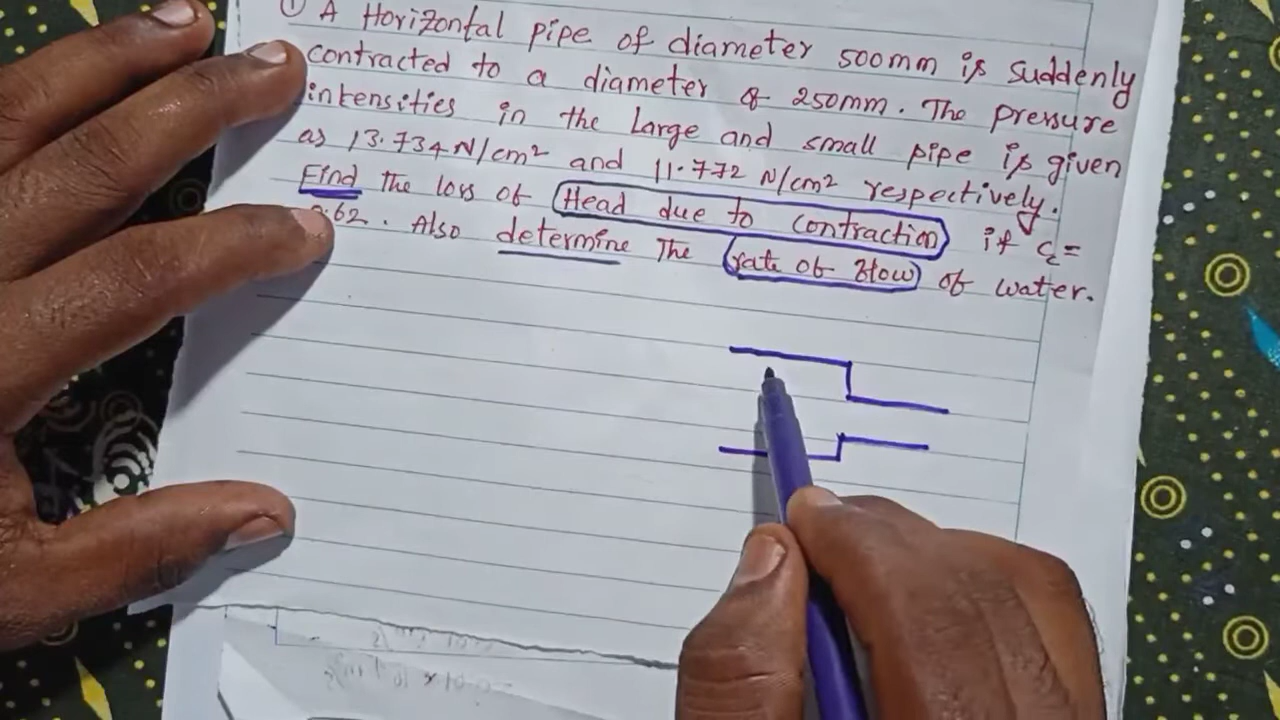 ① A Horizontal pipe of diameter 500mm is suddenly
contracted to a diameter of 250mm. The pressure
intensities in the Large and small pipe is given
as 13.734 N/cm² and 11.772 N/cm² respectively.
Find the loss of Head due to contraction if Cc=
.62. Also determine The rate of flow of water.